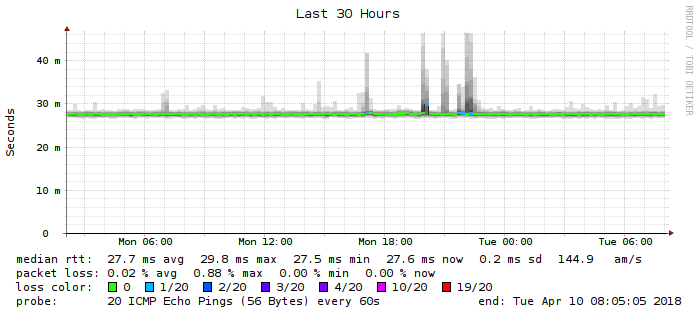 Last 30 Hours
RRDTOOL / TOBI OETIKER
Seconds
40 m
30 m
20 m
10 m
0
Mon 06:00 Mon 12:00 Mon 18:00 Tue 00:00 Tue 06:00
median rtt: 27.7 ms avg 29.8 ms max 27.5 ms min 27.6 ms now 0.2 ms sd 144.9 am/s
packet loss: 0.02 % avg 0.88 % max 0.00 % min 0.00 % now
loss color: 0 1/20 2/20 3/20 4/20 10/20 19/20
probe: 20 ICMP Echo Pings (56 Bytes) every 60s end: Tue Apr 10 08:05:05 2018